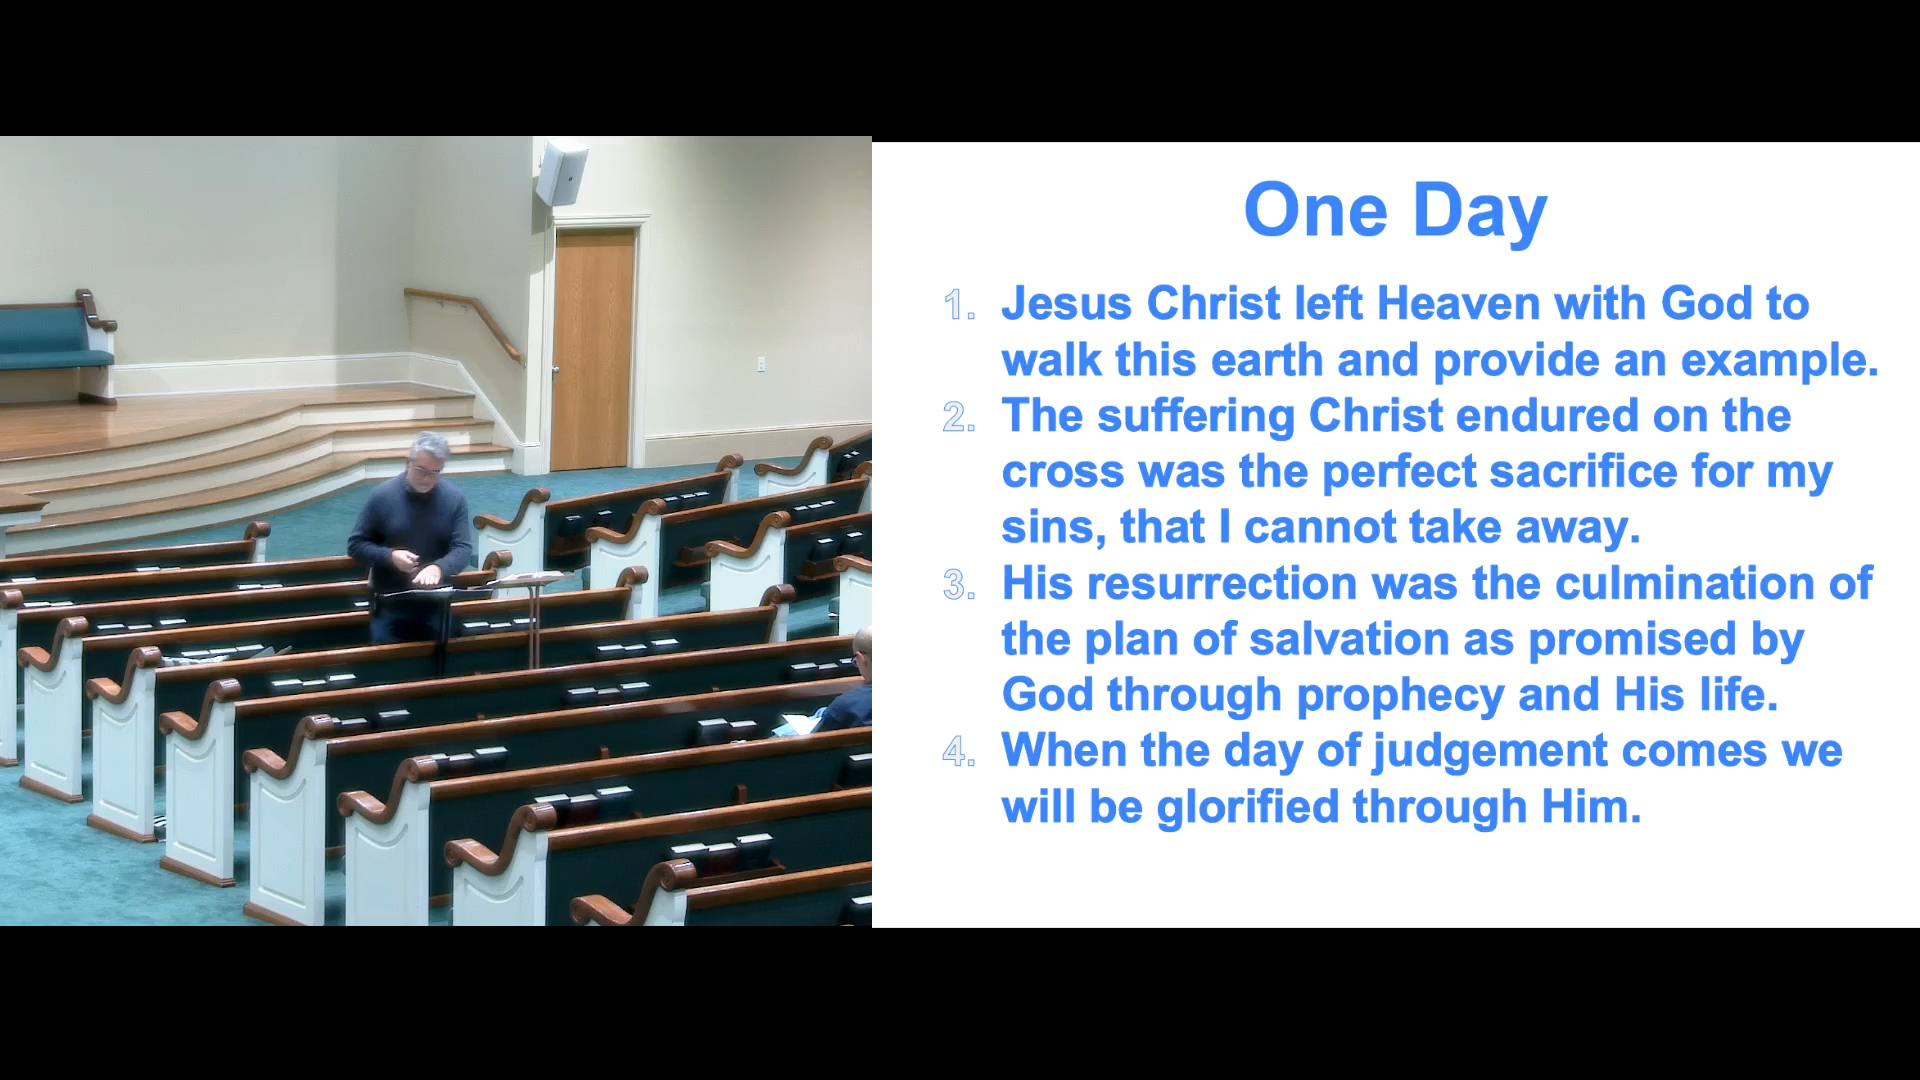 One Day
1. Jesus Christ left Heaven with God to
walk this earth and provide an example.
2. The suffering Christ endured on the
cross was the perfect sacrifice for my
sins, that I cannot take away.
3. His resurrection was the culmination of
the plan of salvation as promised by
God through prophecy and His life.
4. When the day of judgement comes we
will be glorified through Him.